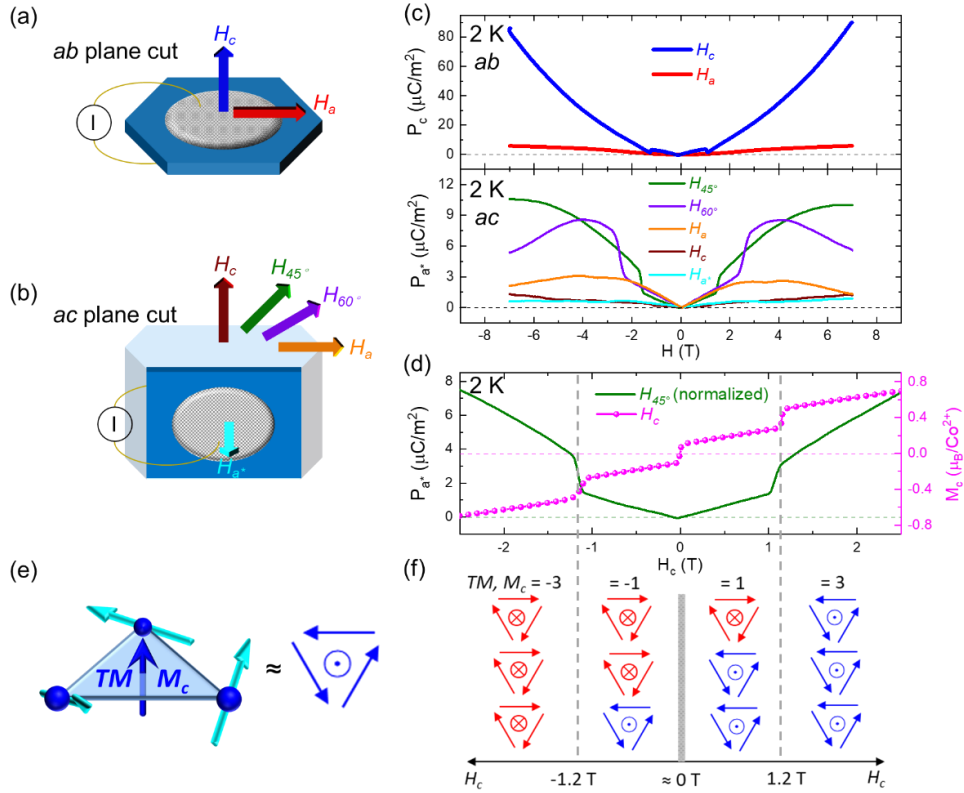 (a)
ab plane cut
H_c
H_a
I
(b)
ac plane cut
H_c
H_45°
H_60°
H_a
I
H_a*
(c)
2 K
ab
H_c
H_a
P_c (μC/m²)
80
60
40
20
0
2 K
ac
H_45°
H_60°
H_a
H_c
H_a*
P_a* (μC/m²)
12
9
6
3
0
-8 -6 -4 -2 0 2 4 6 8
H (T)
(d)
2 K
H_45° (normalized)
H_c
P_a* (μC/m²)
8
6
4
2
0
0.8
0.4
0.0
-0.4
-0.8
M_c (μ_B/Co²⁺)
-2 -1 0 1 2
H_c (T)
(e)
TM M_c
≈
(f)
TM, M_c = -3 = -1 = 1 = 3
H_c -1.2 T ≈ 0 T 1.2 T H_c